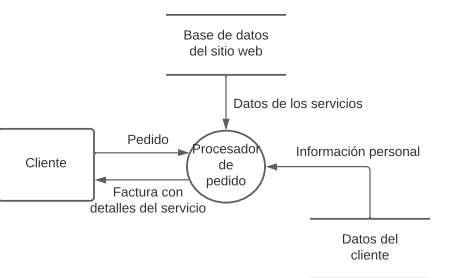 Base de datos
del sitio web
Datos de los servicios
Pedido
Procesador
de
pedido
Información personal
Cliente
Factura con
detalles del servicio
Datos del
cliente